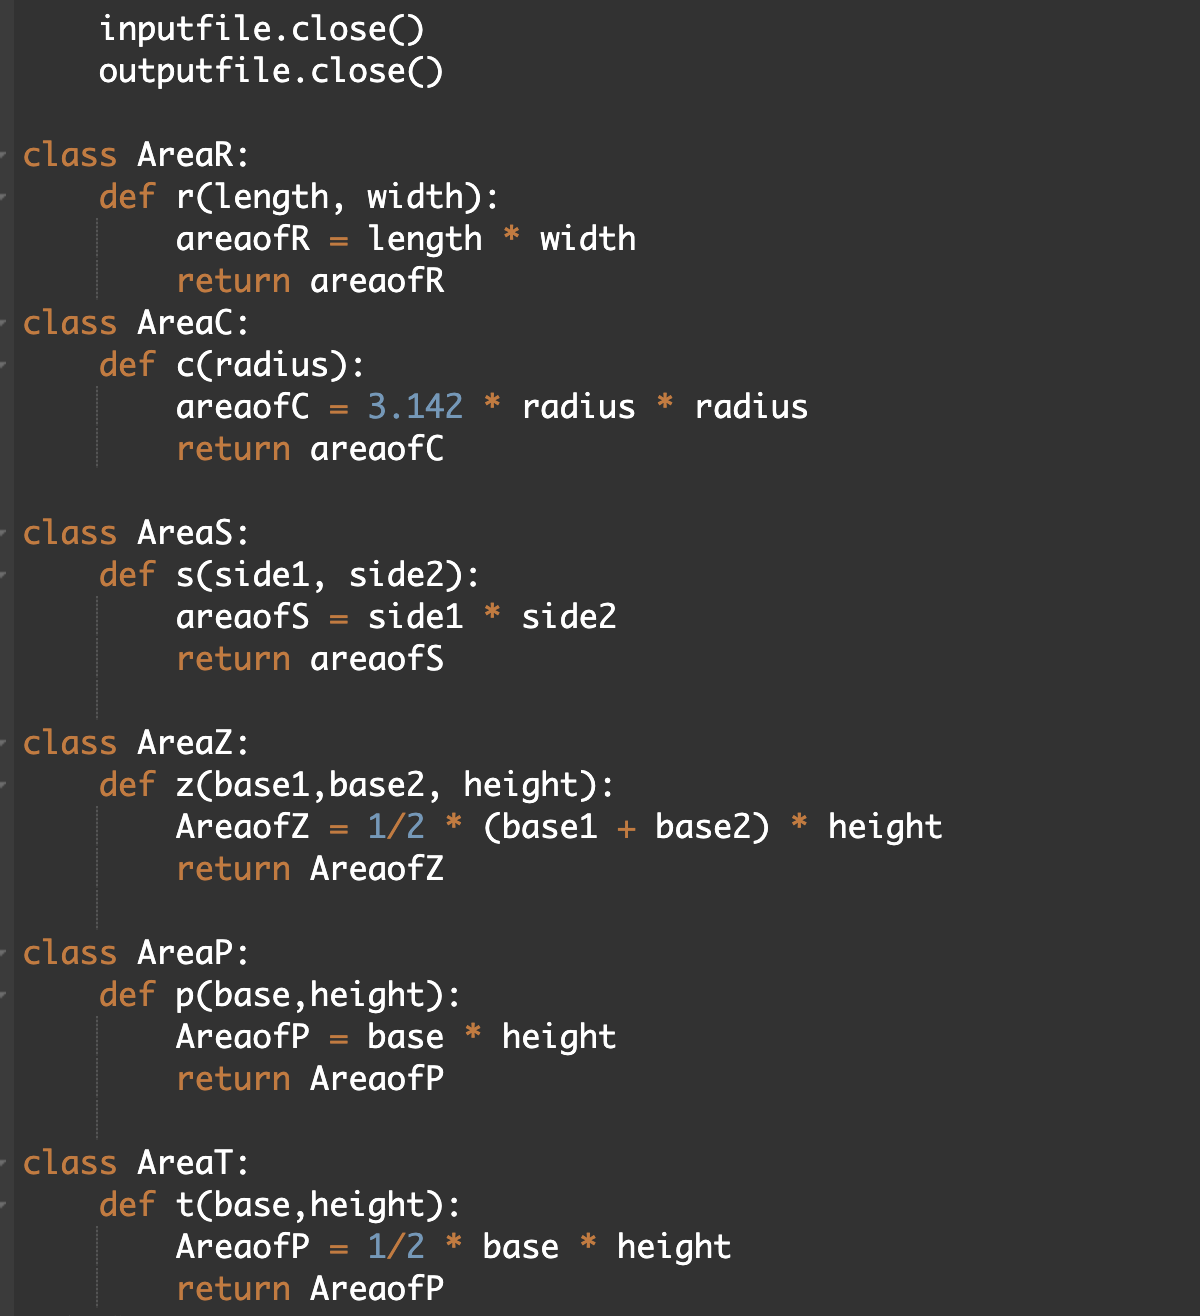 inputfile.close()
    outputfile.close()

class AreaR:
    def r(length, width):
        areaofR = length * width
        return areaofR
class AreaC:
    def c(radius):
        areaofC = 3.142 * radius * radius
        return areaofC

class AreaS:
    def s(side1, side2):
        areaofS = side1 * side2
        return areaofS

class AreaZ:
    def z(base1,base2, height):
        AreaofZ = 1/2 * (base1 + base2) * height
        return AreaofZ

class AreaP:
    def p(base,height):
        AreaofP = base * height
        return AreaofP

class AreaT:
    def t(base,height):
        AreaofP = 1/2 * base * height
        return AreaofP